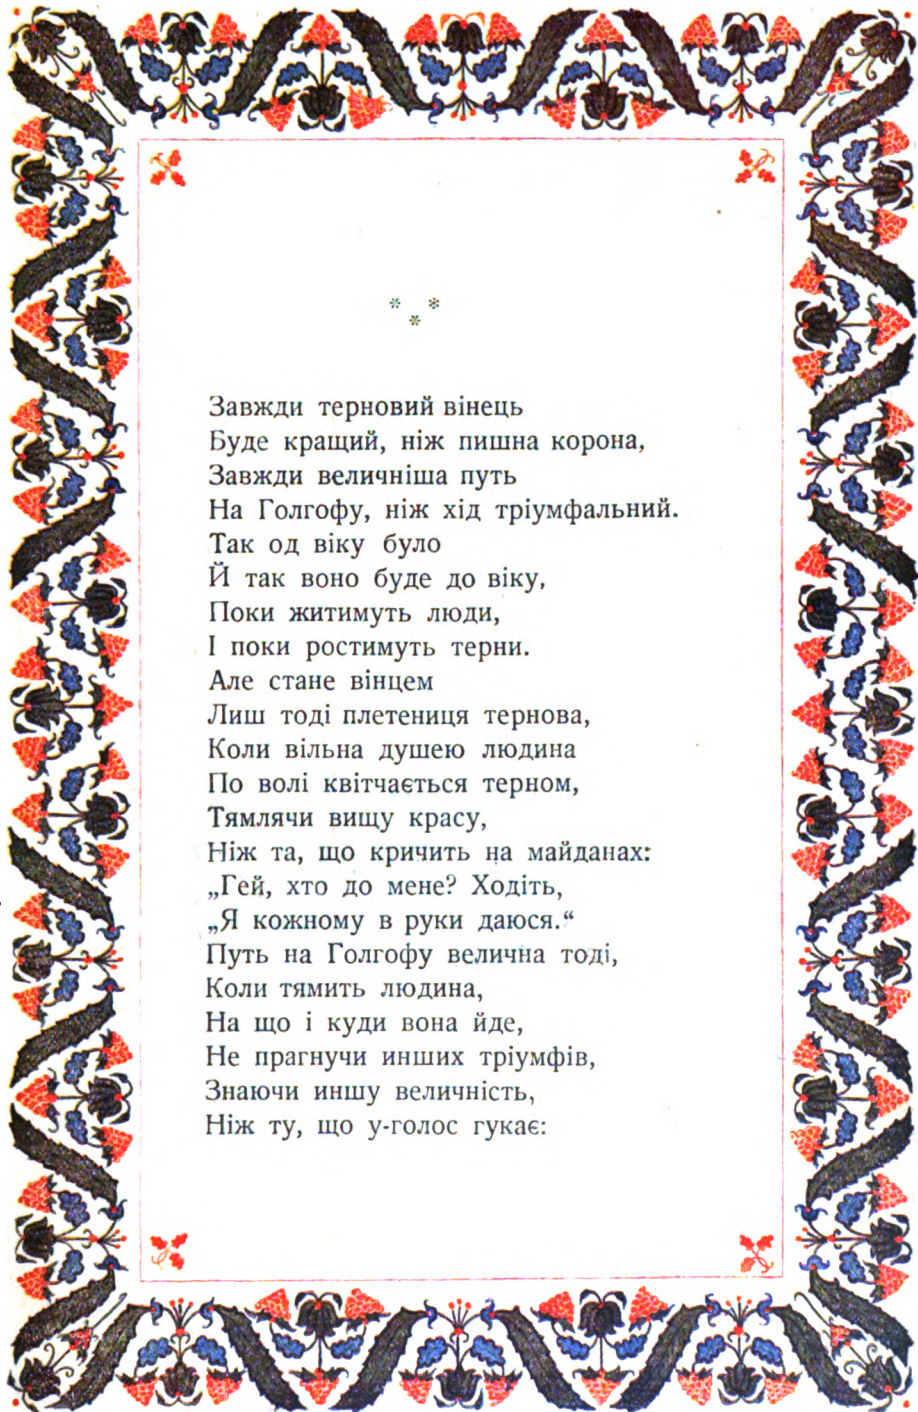 * *
*
Завжди терновий вінець
Буде кращий, ніж пишна корона,
Завжди величніша путь
На Голгофу, ніж хід тріумфальний.
Так од віку було
Й так воно буде до віку,
Поки житимуть люди,
І поки ростимуть терни.
Але стане вінцем
Лиш тоді плетениця тернова,
Коли вільна душею людина
По волі квітчається терном,
Тямлячи вищу красу,
Ніж та, що кричить на майданах:
„Гей, хто до мене? Ходіть,
„Я кожному в руки даюся.“
Путь на Голгофу велична тоді,
Коли тямить людина,
На що і куди вона йде,
Не прагнучи инших тріумфів,
Знаючи иншу величність,
Ніж ту, що у-голос гукає: